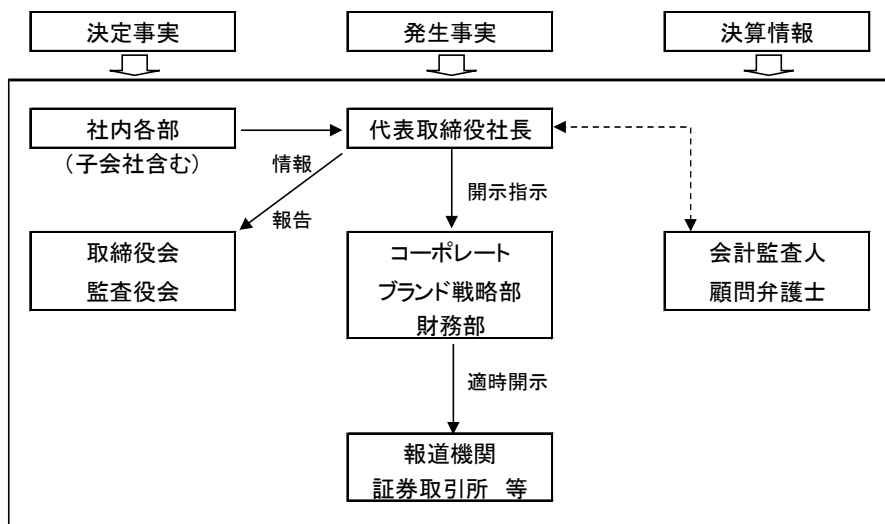 決定事実
発生事実
決算情報
社内各部
(子会社含む)
代表取締役社長
情報
開示指示
報告
取締役会
監査役会
コーポレート
ブランド戦略部
財務部
会計監査人
顧問弁護士
適時開示
報道機関
証券取引所 等